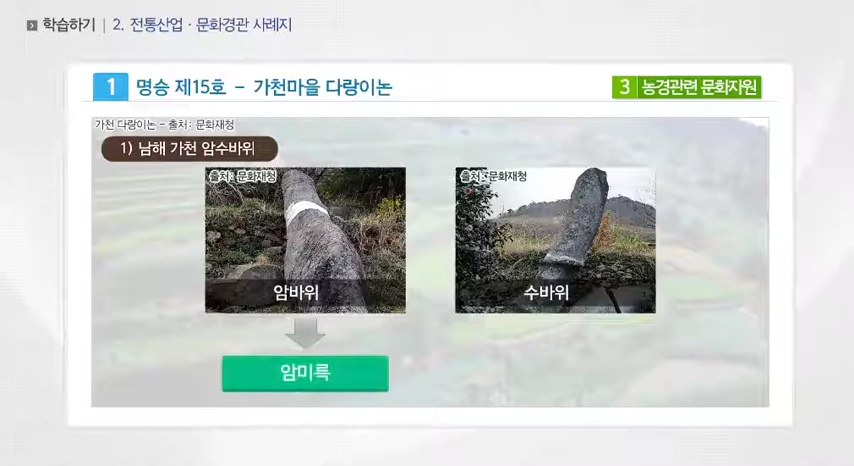 학습하기 | 2. 전통산업 · 문화경관 사례지
1 명승 제15호 - 가천마을 다랑이논
3 농경관련 문화자원
가천 다랑이논 - 출처: 문화재청
1) 남해 가천 암수바위
출처: 문화재청
출처: 문화재청
암바위
수바위
암미륵